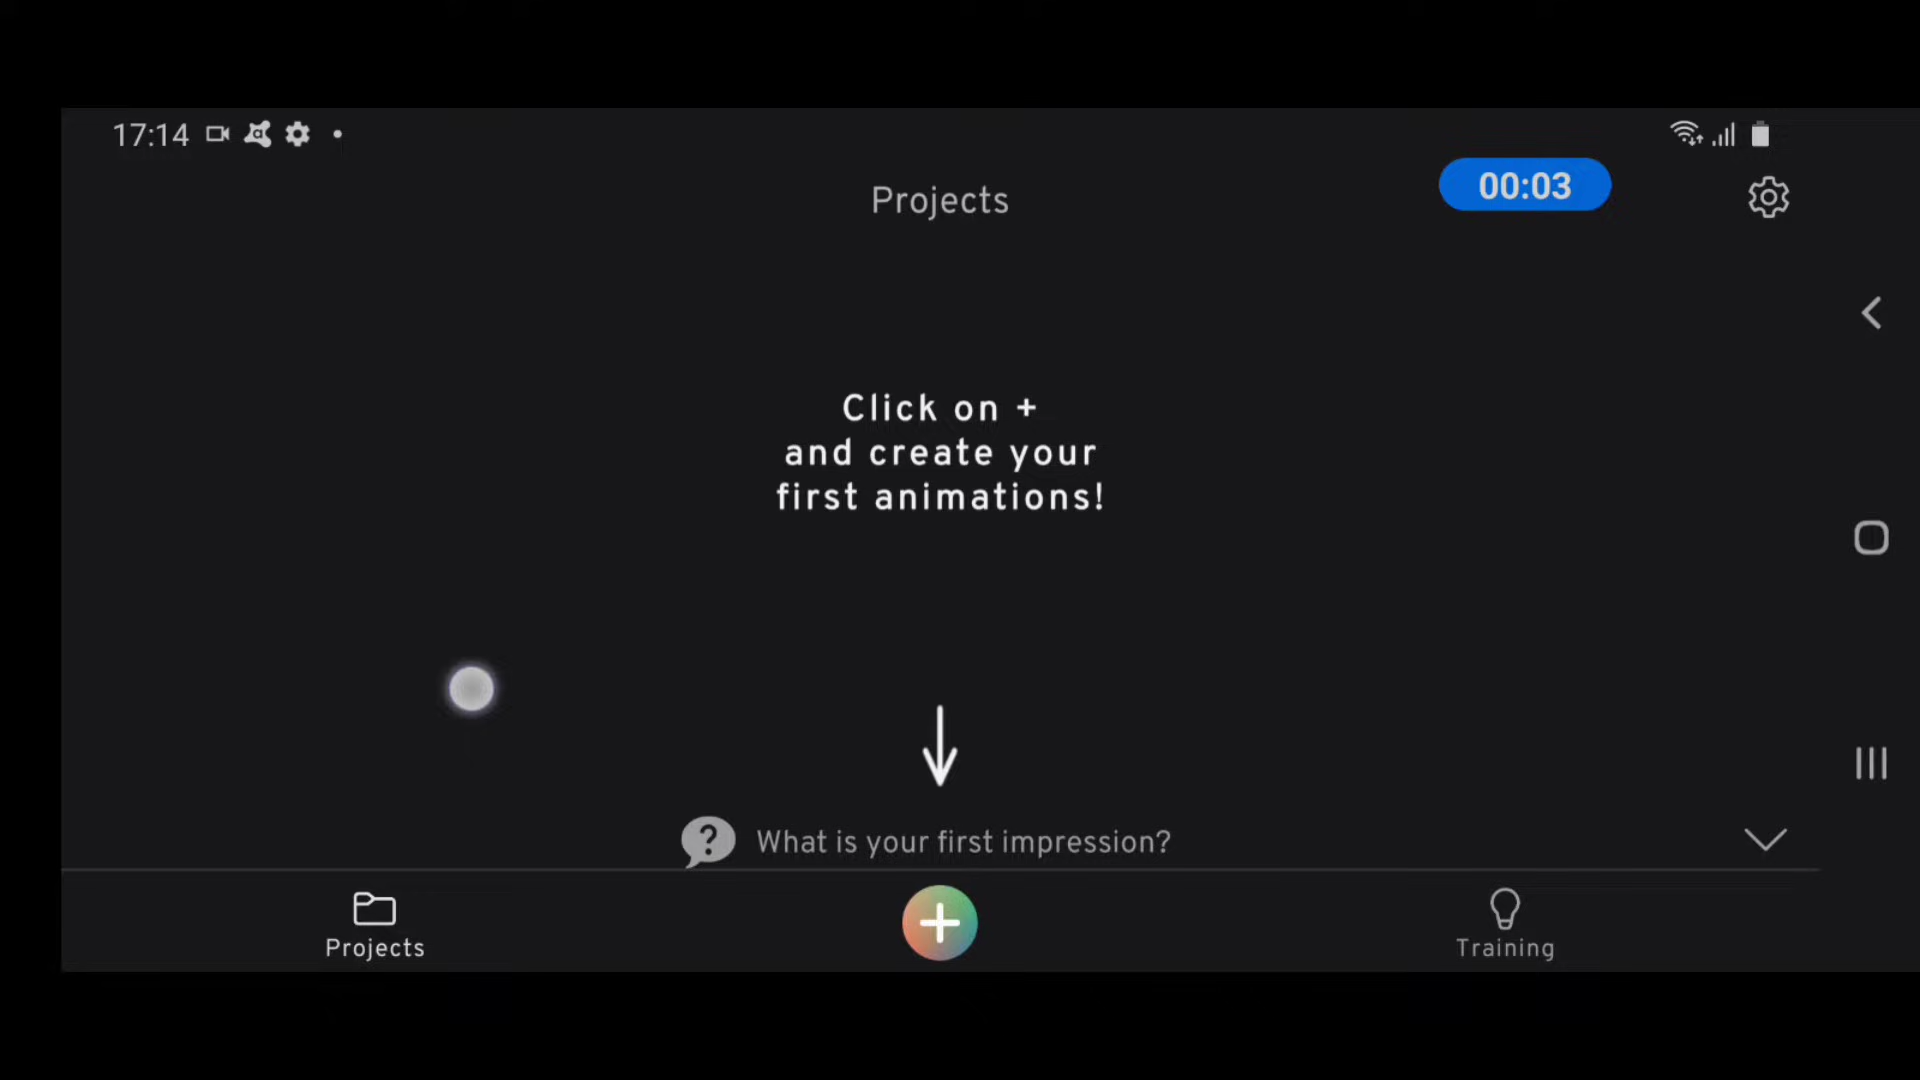 17:14
Projects
00:03
Click on +
and create your
first animations!
What is your first impression?
Projects
Training